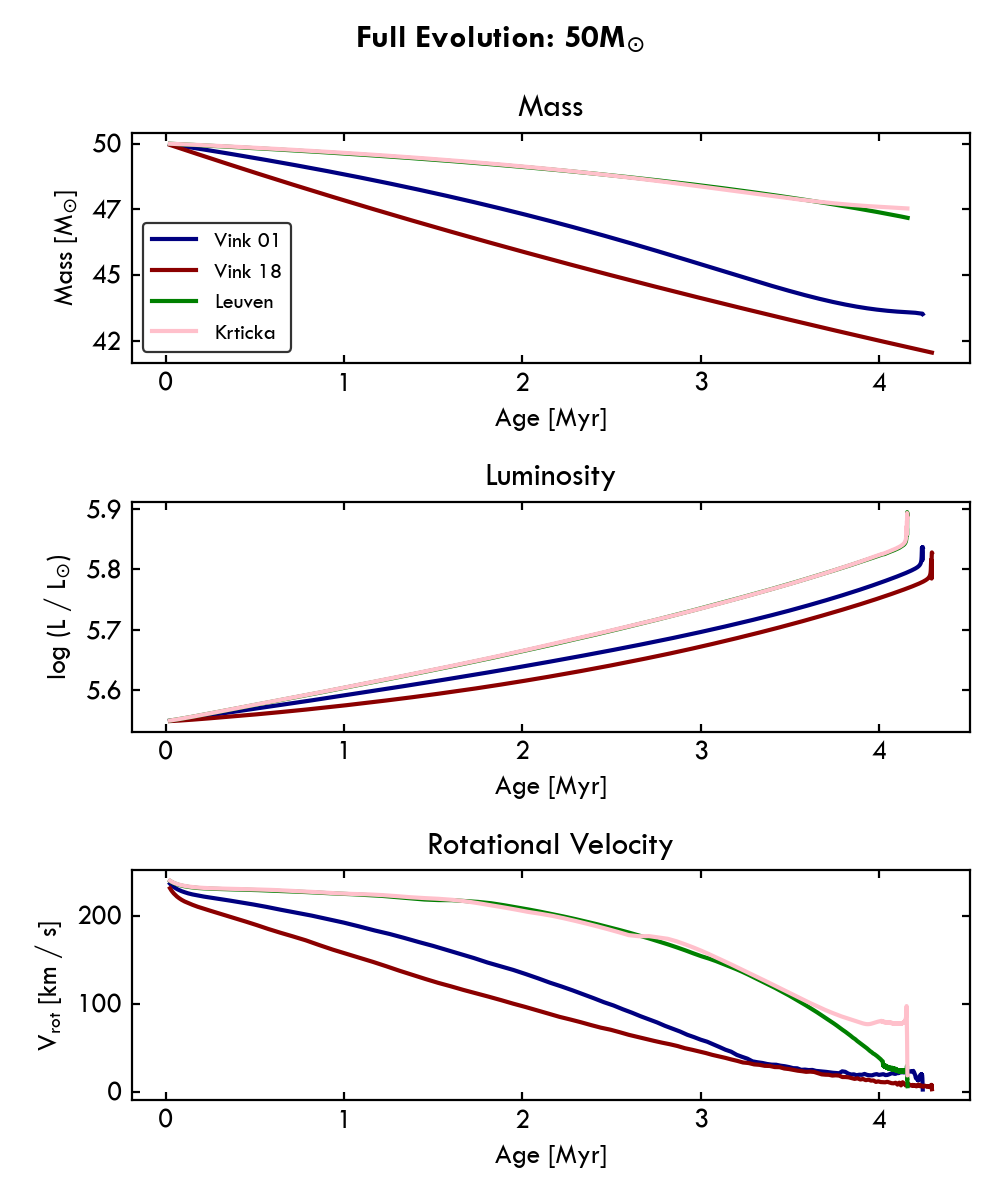 Full Evolution: 50M☉
Mass
50
47
45
42
Mass [M☉]
Vink 01
Vink 18
Leuven
Krticka
0 1 2 3 4
Age [Myr]
Luminosity
5.9
5.8
5.7
5.6
log (L / L☉)
0 1 2 3 4
Age [Myr]
Rotational Velocity
200
100
0
Vrot [km / s]
0 1 2 3 4
Age [Myr]